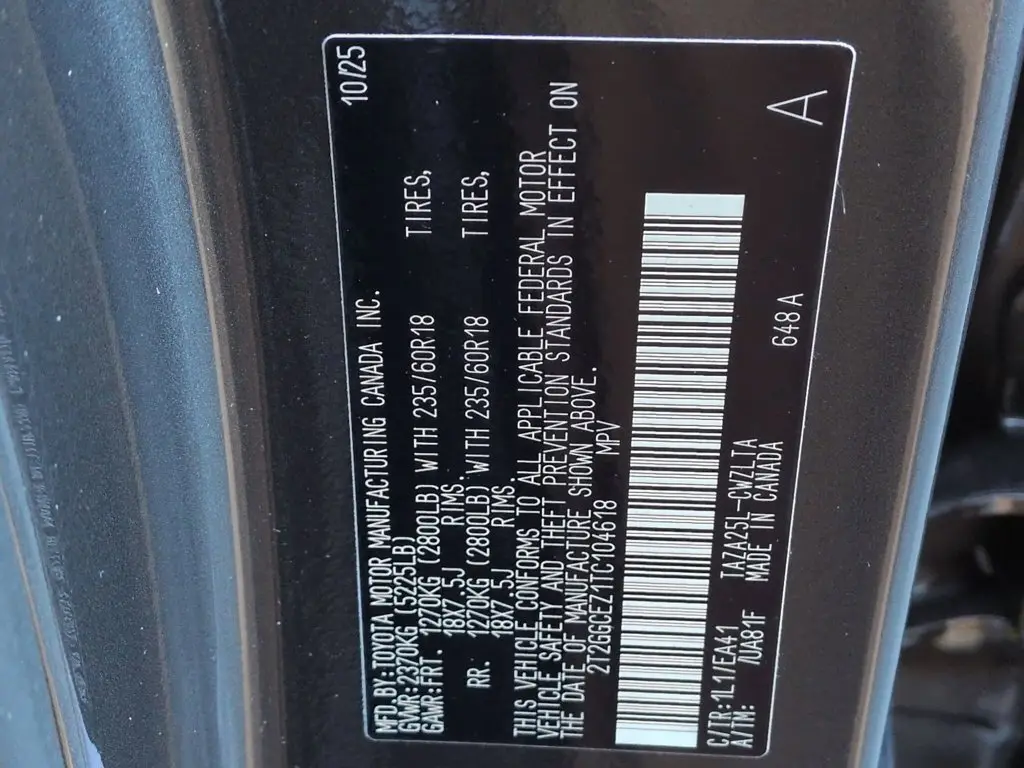 10/25
MFD.BY:TOYOTA MOTOR MANUFACTURING CANADA INC.
GVWR:2370KG (5225LB)
GAWR:FRT. 1270KG (2800LB) WITH 235/60R18 TIRES,
18X7.5J RIMS.
RR. 1270KG (2800LB) WITH 235/60R18 TIRES,
18X7.5J RIMS.
THIS VEHICLE CONFORMS TO ALL APPLICABLE FEDERAL MOTOR
VEHICLE SAFETY AND THEFT PREVENTION STANDARDS IN EFFECT ON
THE DATE OF MANUFACTURE SHOWN ABOVE.
2T2GGCEZ1TC104618 MPV
C/TR:1L1/EA41 TAZA25L-CWZLTA 648A A
A/TM: /UA81F MADE IN CANADA